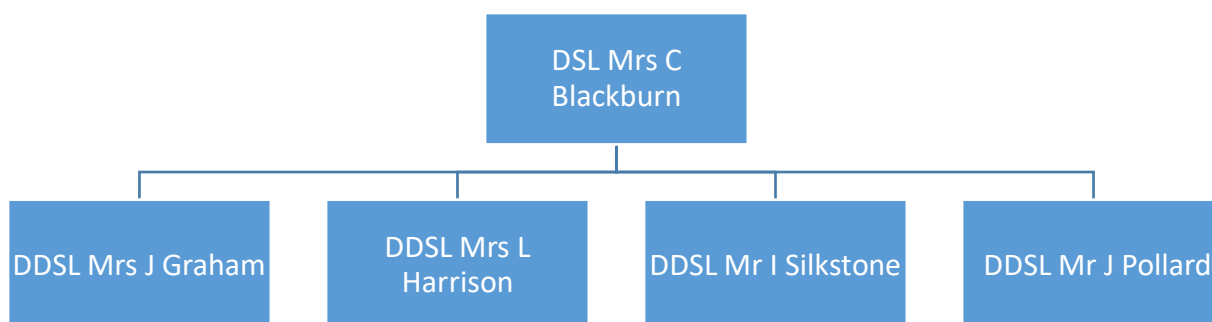 DSL Mrs C
Blackburn
DDSL Mrs J Graham
DDSL Mrs L
Harrison
DDSL Mr I Silkstone
DDSL Mr J Pollard